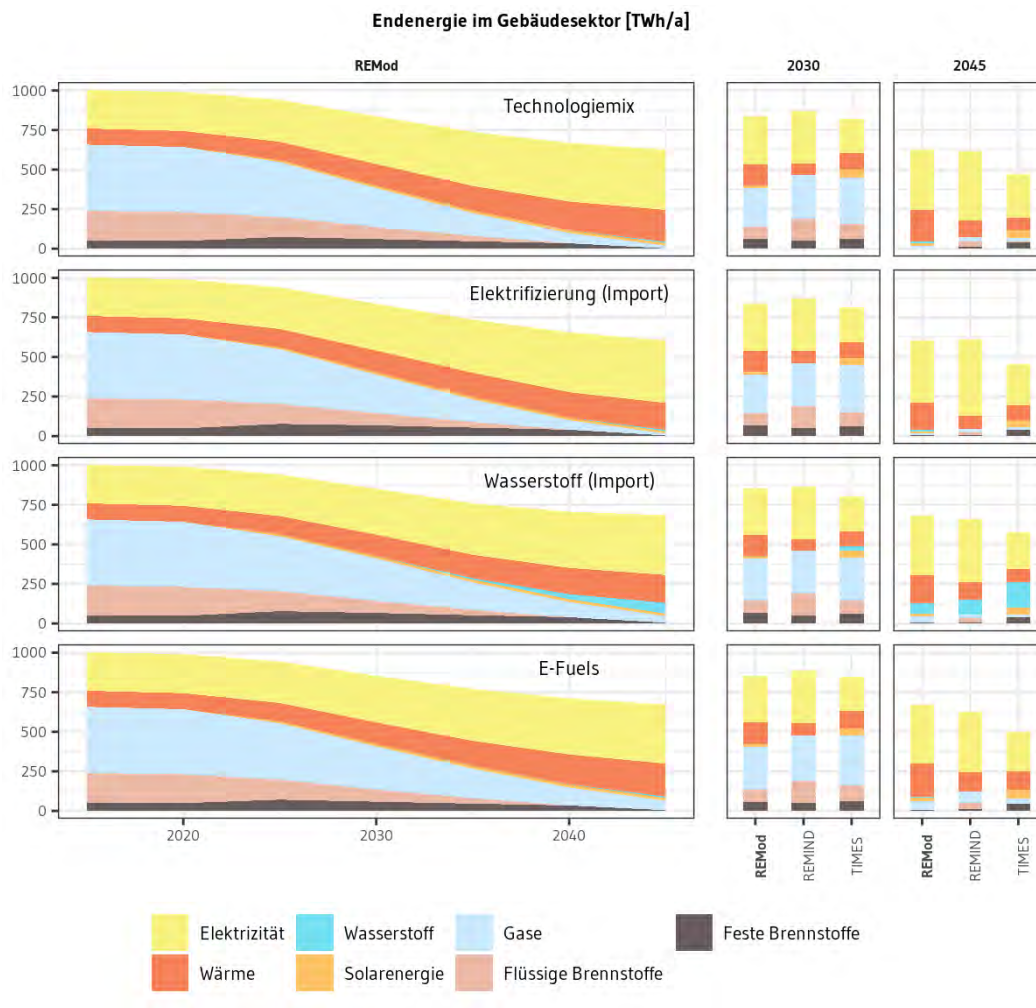 Endenergie im Gebäudesektor [TWh/a]
REMod 2030 2045
Technologiemix
1000
750
500
250
0
Elektrifizierung (Import)
1000
750
500
250
0
Wasserstoff (Import)
1000
750
500
250
0
E-Fuels
1000
750
500
250
0
2020 2030 2040
REMod REMIND TIMES REMod REMIND TIMES
Elektrizität Wasserstoff Gase Feste Brennstoffe
Wärme Solarenergie Flüssige Brennstoffe